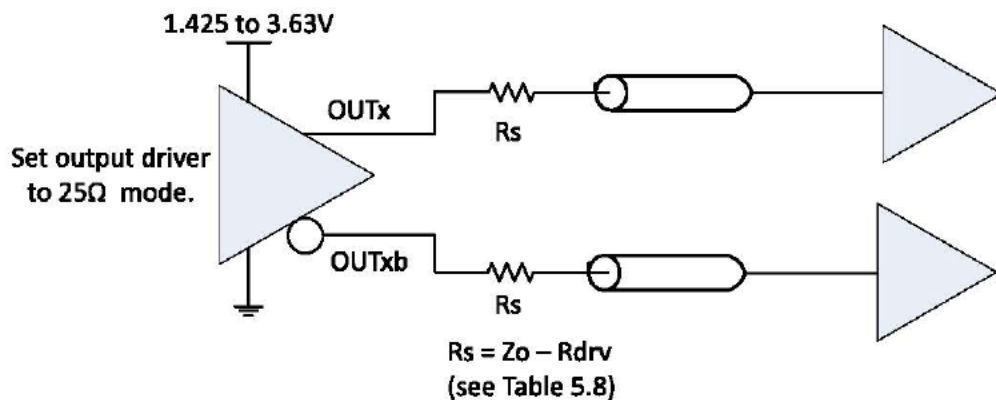 1.425 to 3.63V
OUTx
Rs
Set output driver
to 25Ω mode.
OUTxb
Rs
Rs = Zo – Rdrv
(see Table 5.8)